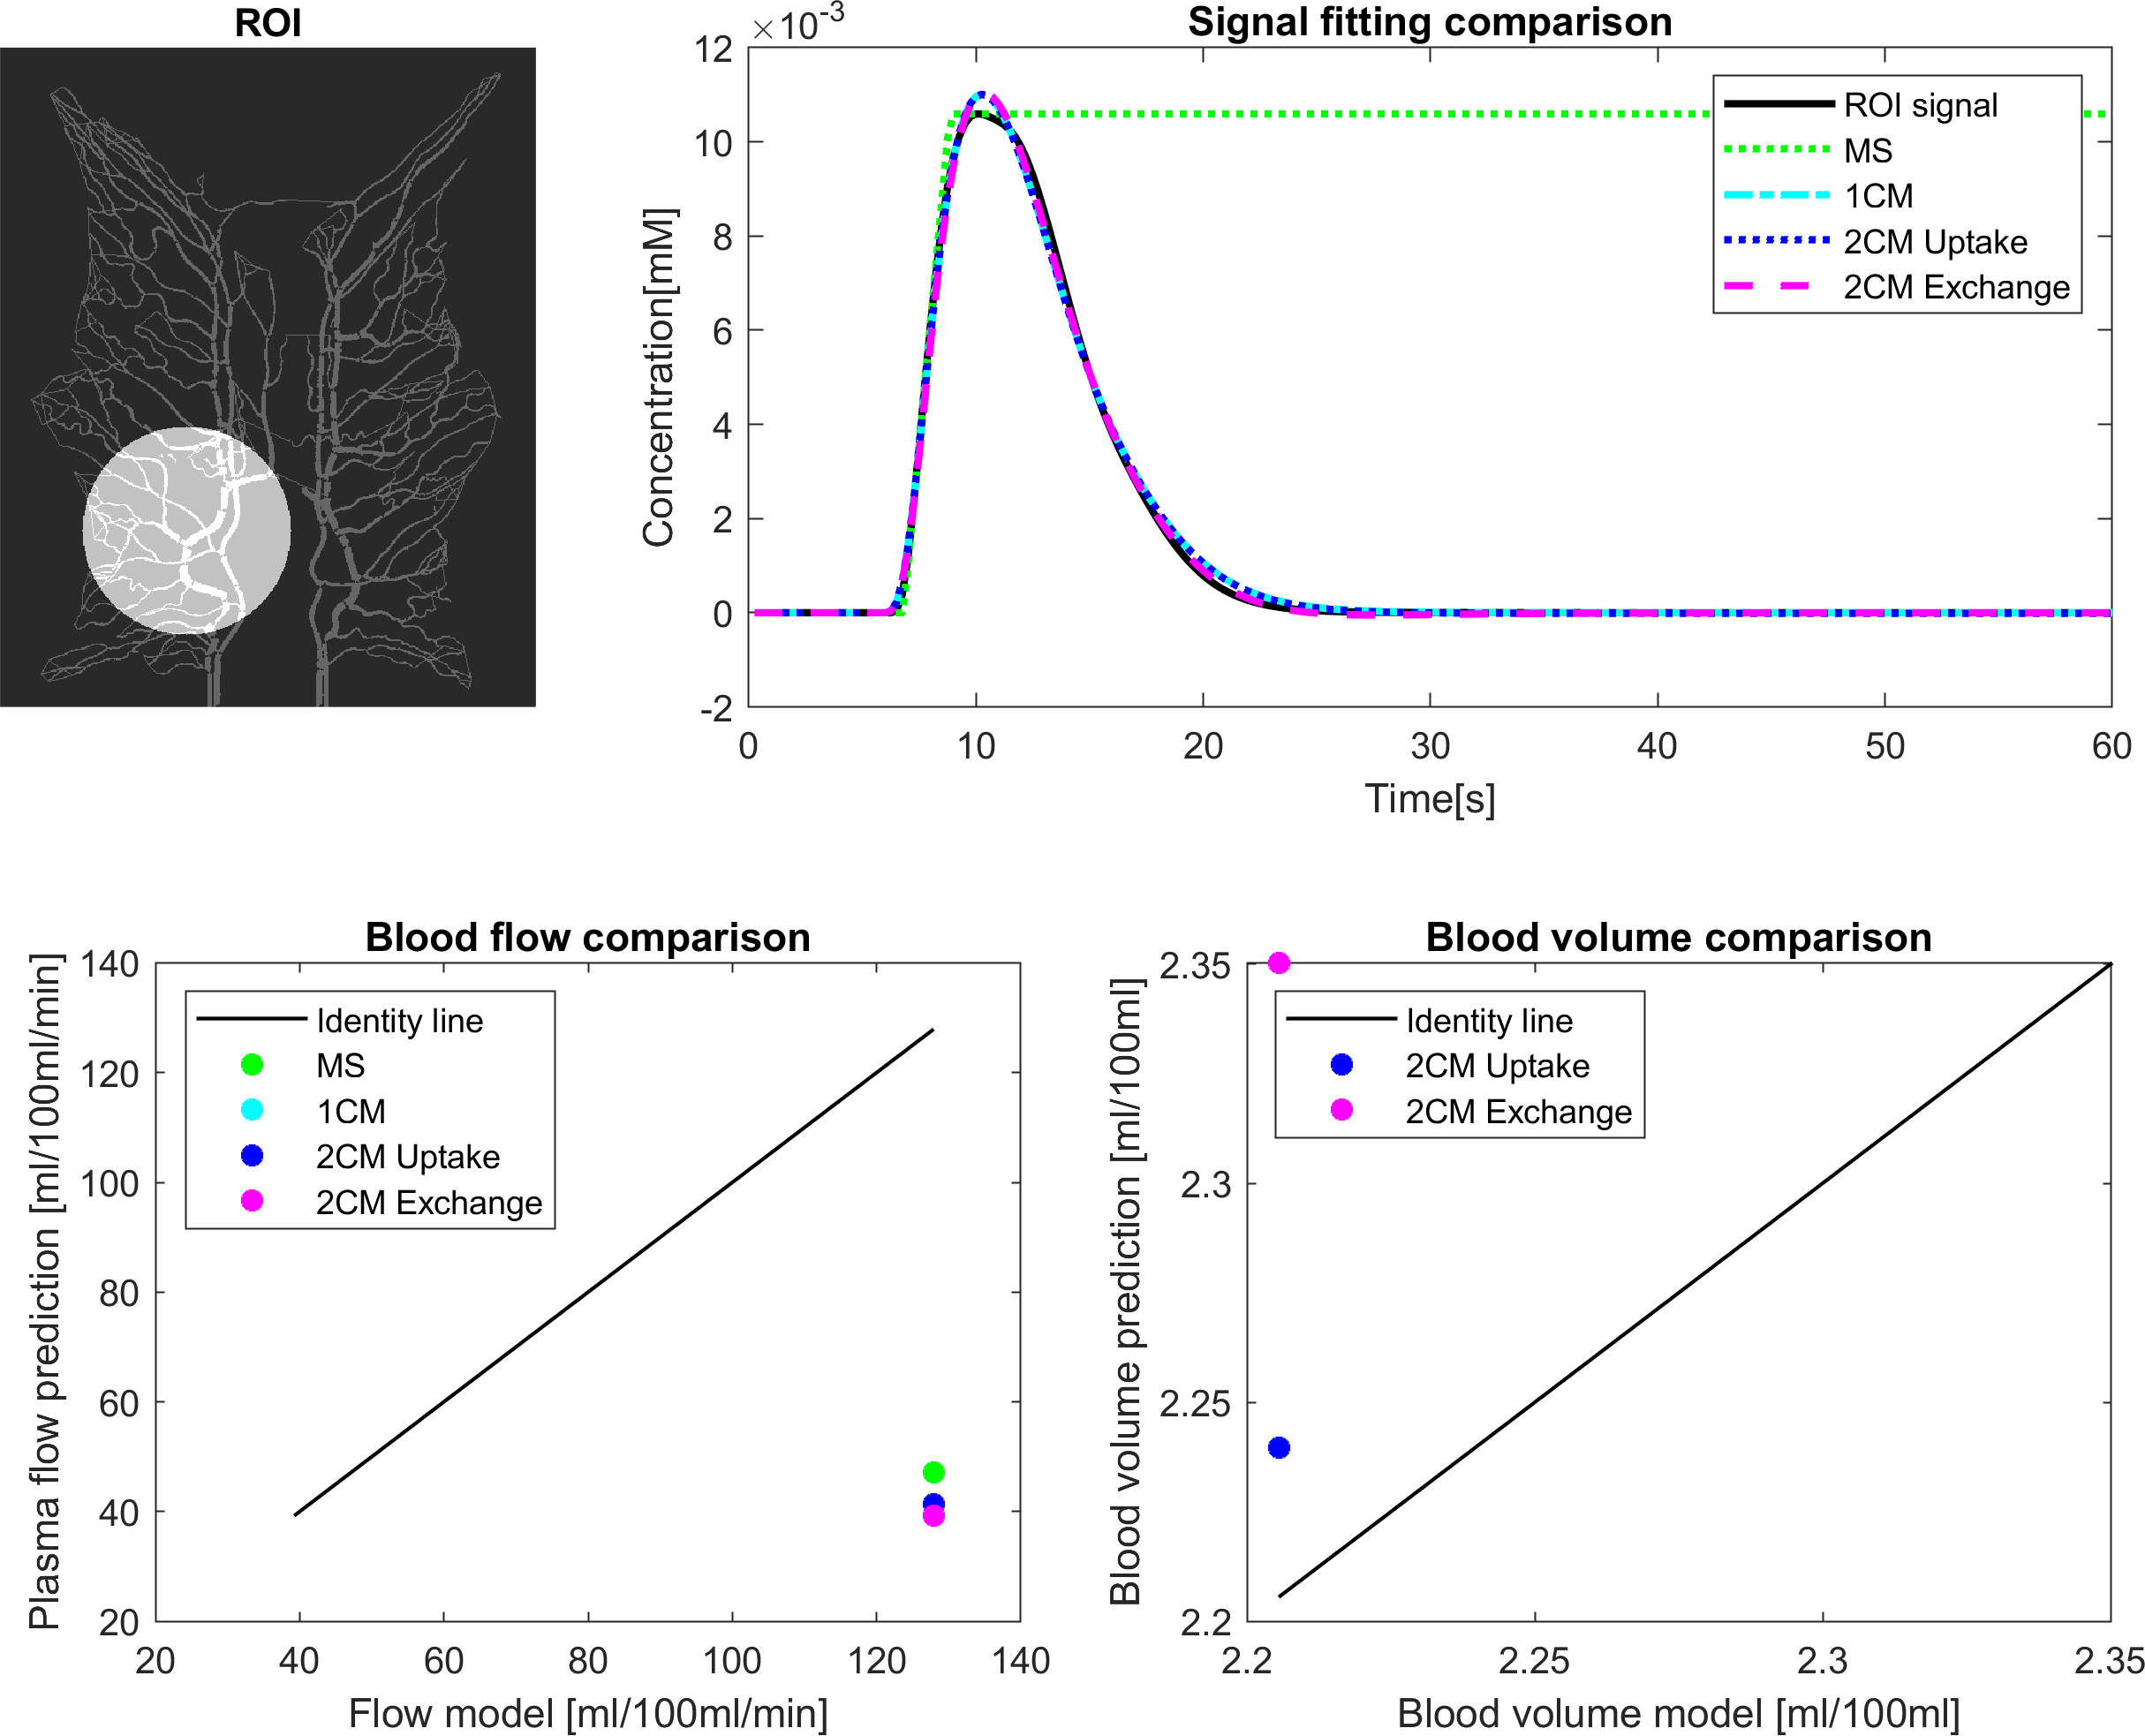 ROI
Signal fitting comparison
×10-3
12
10
8
6
4
2
0
-2
Concentration[mM]
0 10 20 30 40 50 60
Time[s]
ROI signal
MS
1CM
2CM Uptake
2CM Exchange
Blood flow comparison
140
120
100
80
60
40
20
Plasma flow prediction [ml/100ml/min]
Identity line
MS
1CM
2CM Uptake
2CM Exchange
20 40 60 80 100 120 140
Flow model [ml/100ml/min]
Blood volume comparison
2.35
2.3
2.25
2.2
Blood volume prediction [ml/100ml]
Identity line
2CM Uptake
2CM Exchange
2.2 2.25 2.3 2.35
Blood volume model [ml/100ml]